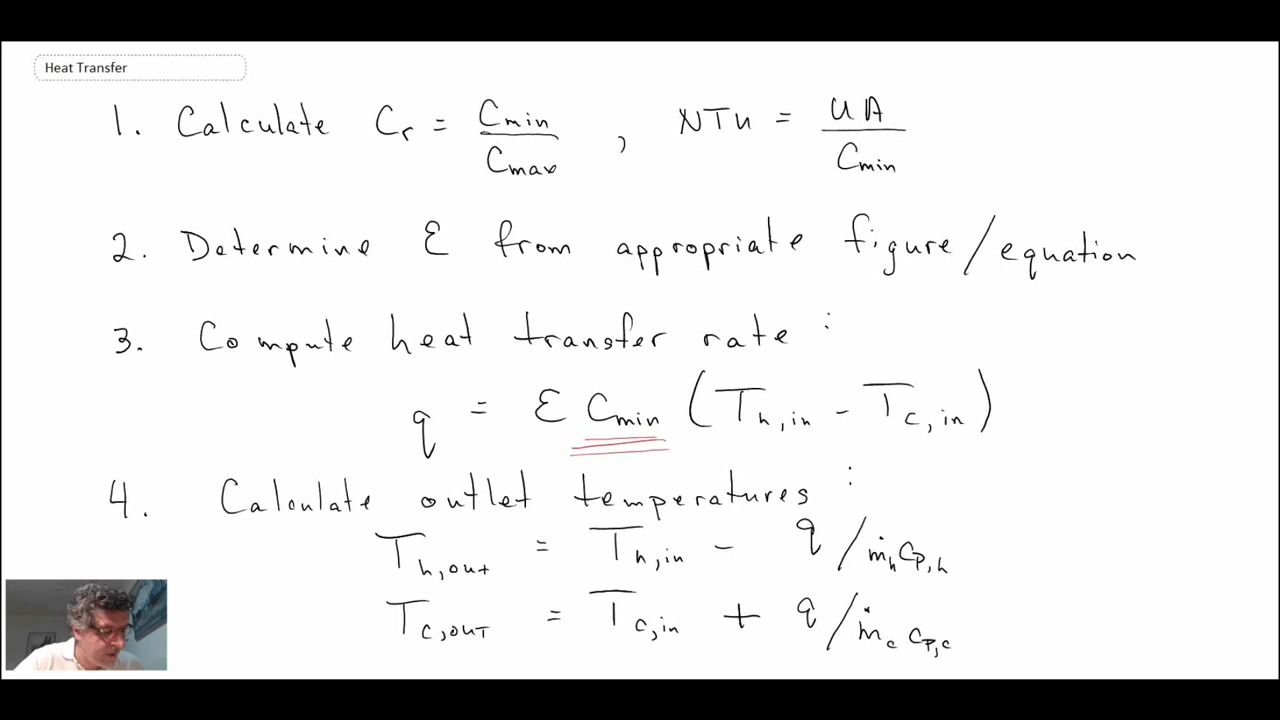 Heat Transfer
1. Calculate Cr = Cmin / Cmax , NTU = UA / Cmin
2. Determine ε from appropriate figure/equation
3. Compute heat transfer rate :
q = ε Cmin (Th,in - Tc,in)
4. Calculate outlet temperatures :
Th,out = Th,in - q / ṁh cp,h
Tc,out = Tc,in + q / ṁc cp,c